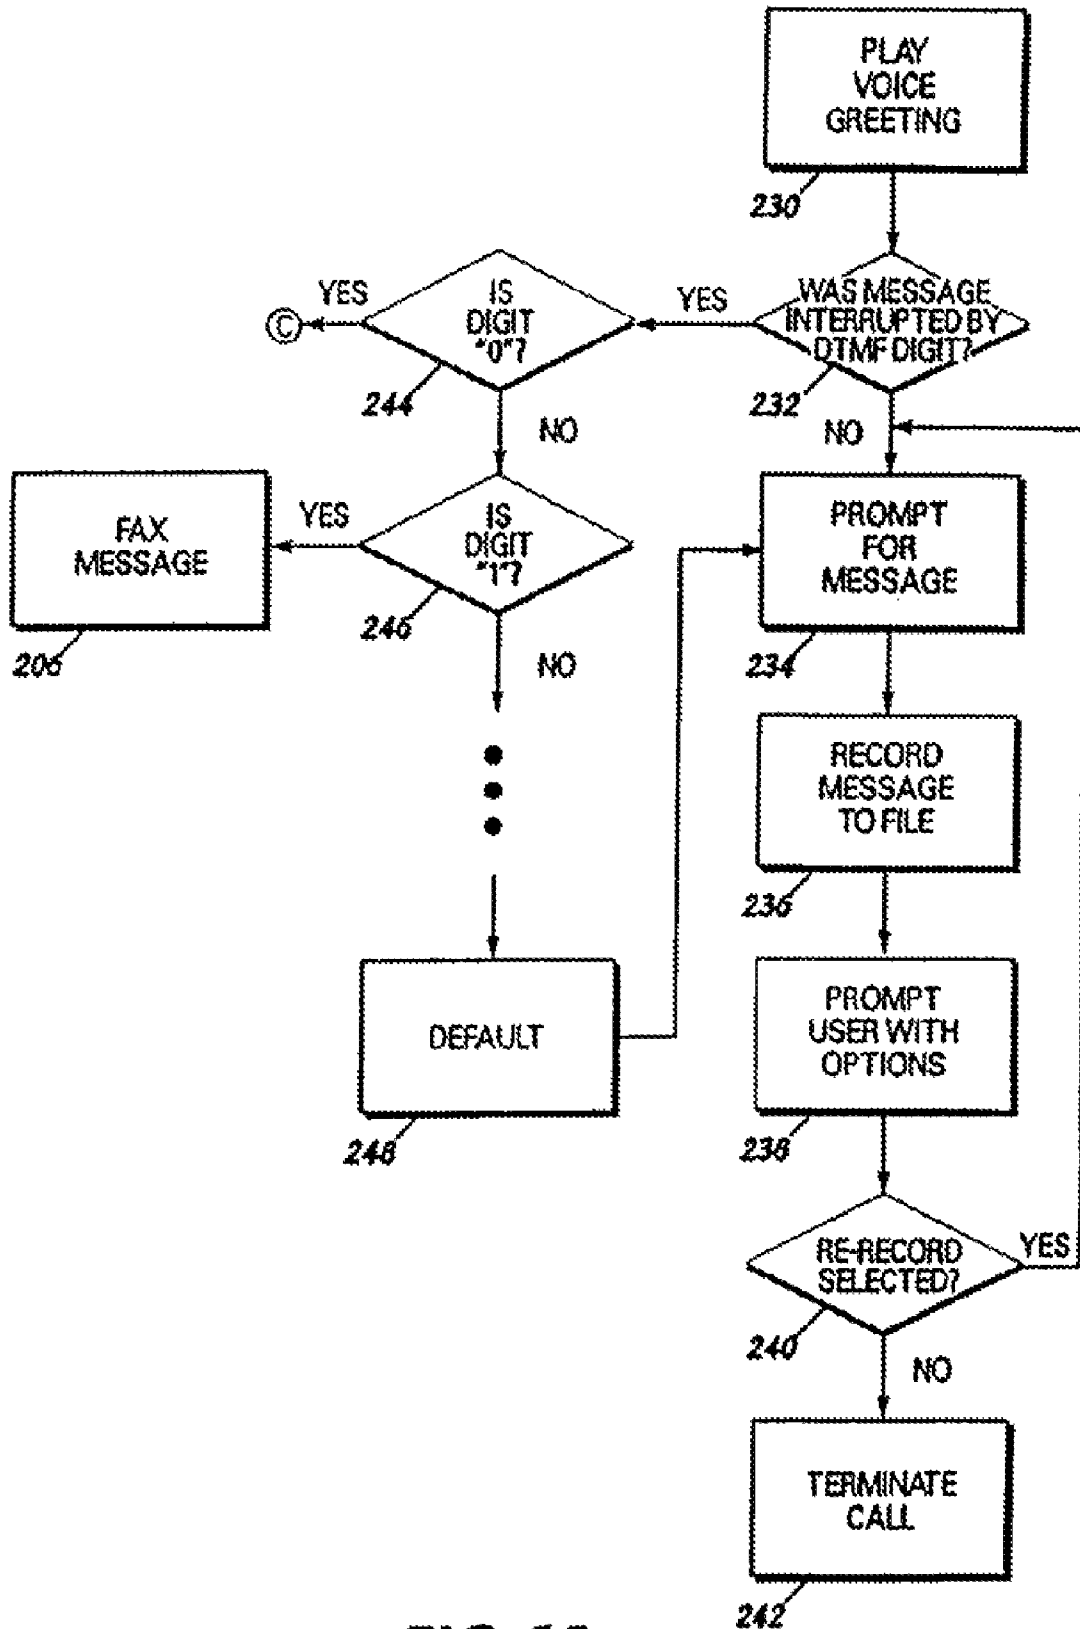 PLAY
VOICE
GREETING
230
WAS MESSAGE
INTERRUPTED BY
DTMF DIGIT?
232
YES
IS
DIGIT
"0"?
244
YES
C
NO
NO
IS
DIGIT
"1"?
246
YES
FAX
MESSAGE
206
NO
PROMPT
FOR
MESSAGE
234
RECORD
MESSAGE
TO FILE
236
DEFAULT
248
PROMPT
USER WITH
OPTIONS
238
RE-RECORD
SELECTED?
240
YES
NO
TERMINATE
CALL
242